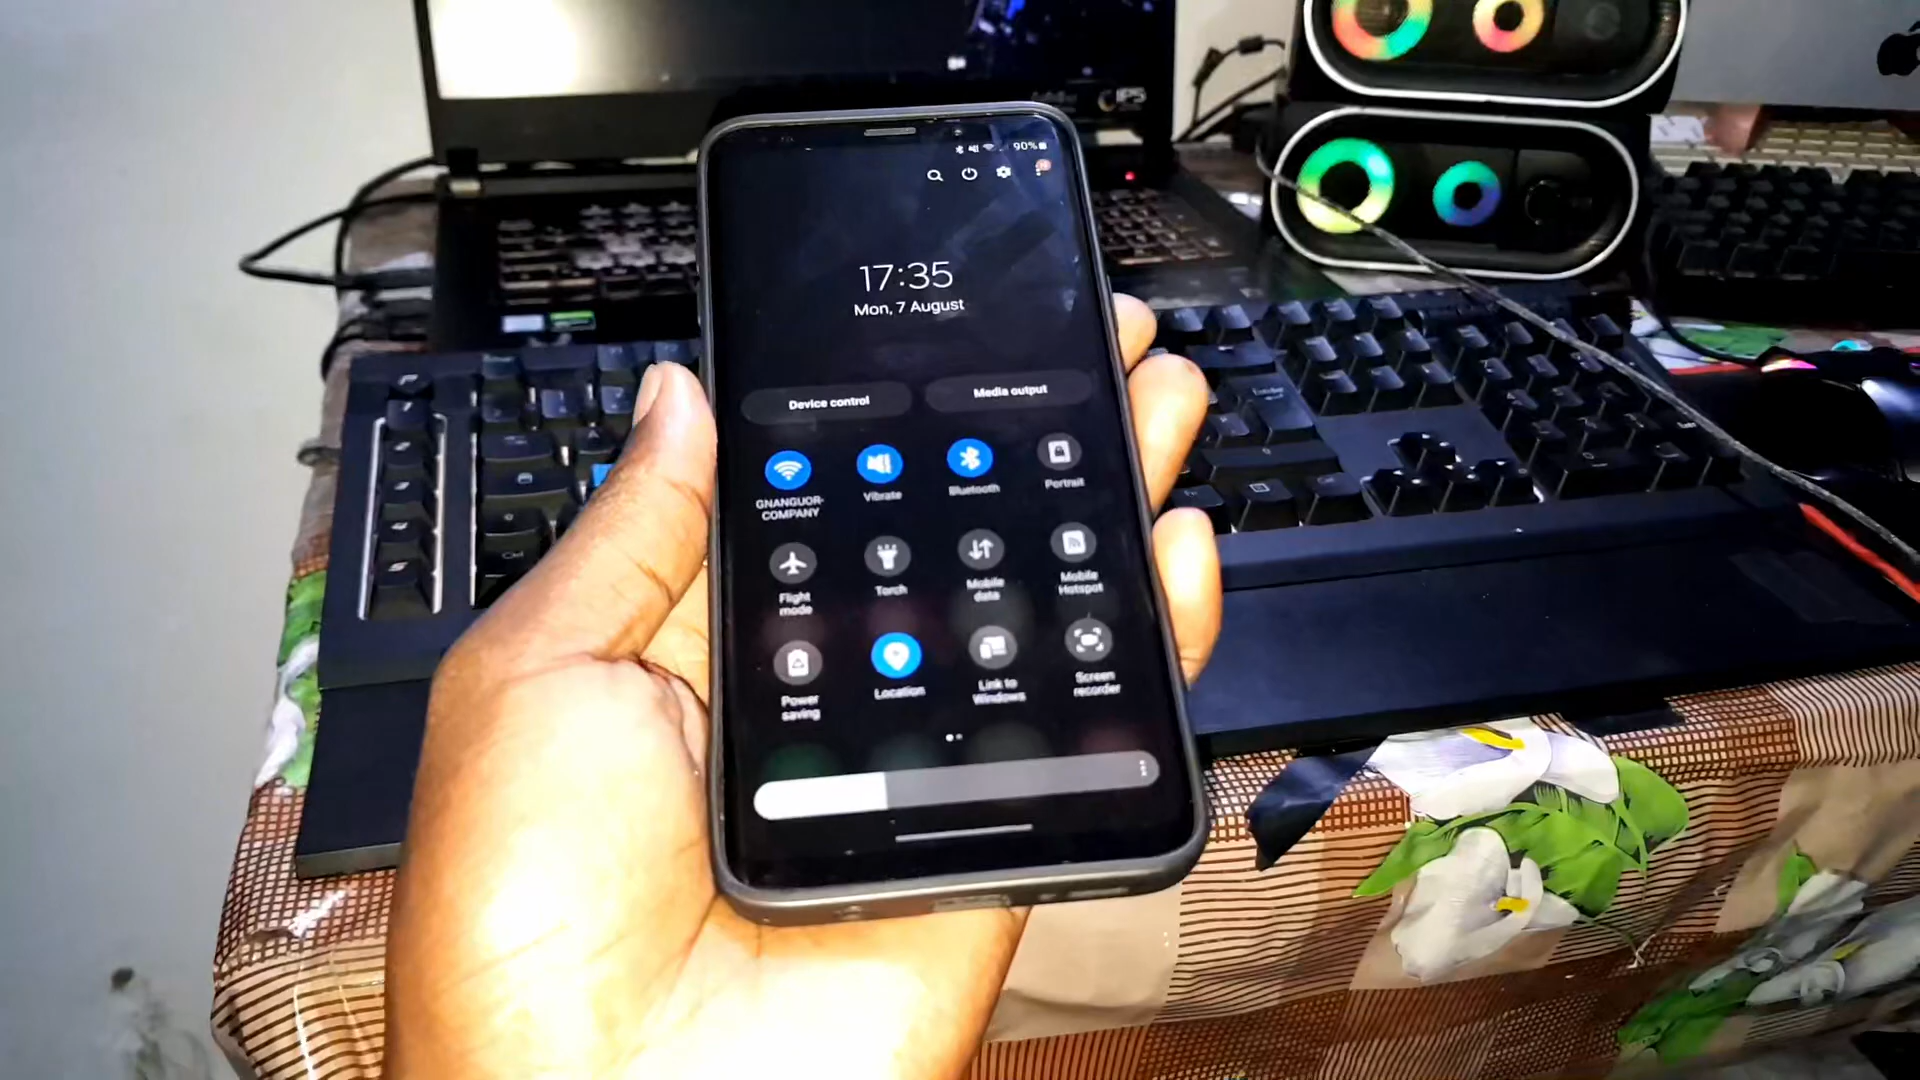 IPS
90%
17:35
Mon, 7 August
Device control
Media output
GNANGUOR-
COMPANY
Vibrate
Bluetooth
Portrait
Flight
mode
Torch
Mobile
data
Mobile
Hotspot
Power
saving
Location
Link to
Windows
Screen
recorder